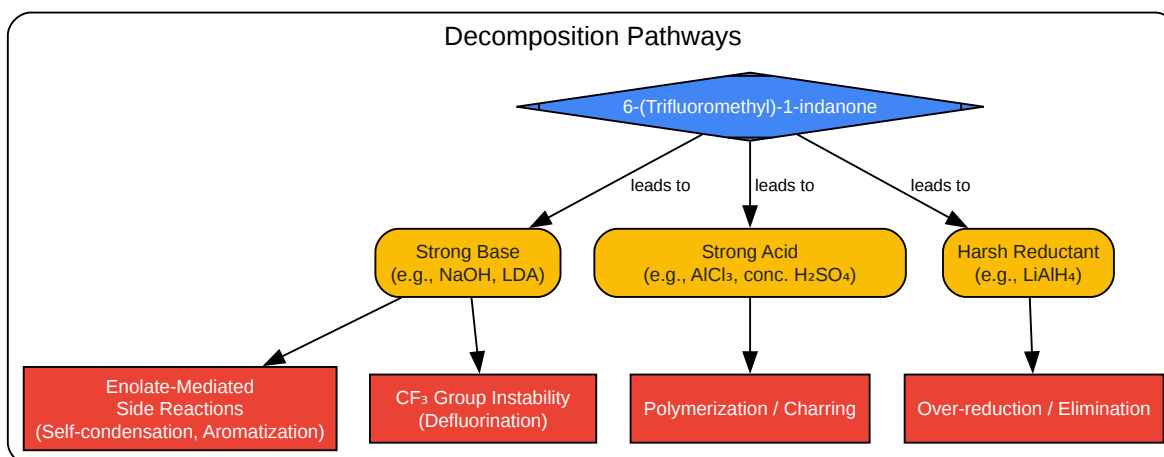 Decomposition Pathways
6-(Trifluoromethyl)-1-indanone
leads to
leads to
leads to
Strong Base
(e.g., NaOH, LDA)
Strong Acid
(e.g., AlCl₃, conc. H₂SO₄)
Harsh Reductant
(e.g., LiAlH₄)
Enolate-Mediated
Side Reactions
(Self-condensation, Aromatization)
CF₃ Group Instability
(Defluorination)
Polymerization / Charring
Over-reduction / Elimination